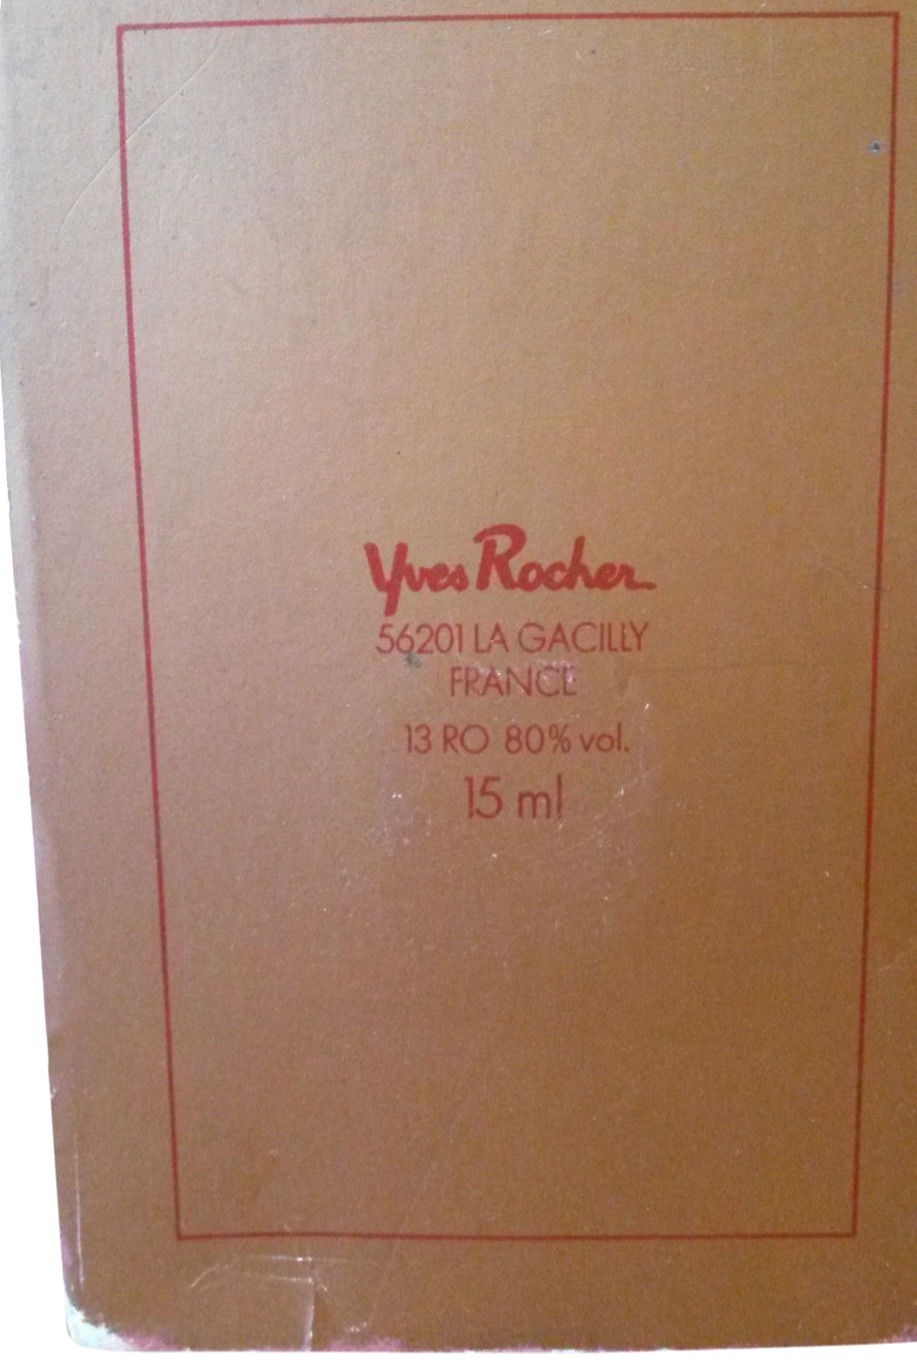 Yves Rocher
56201 LA GACILLY
FRANCE
13 RO 80% vol.
15 ml